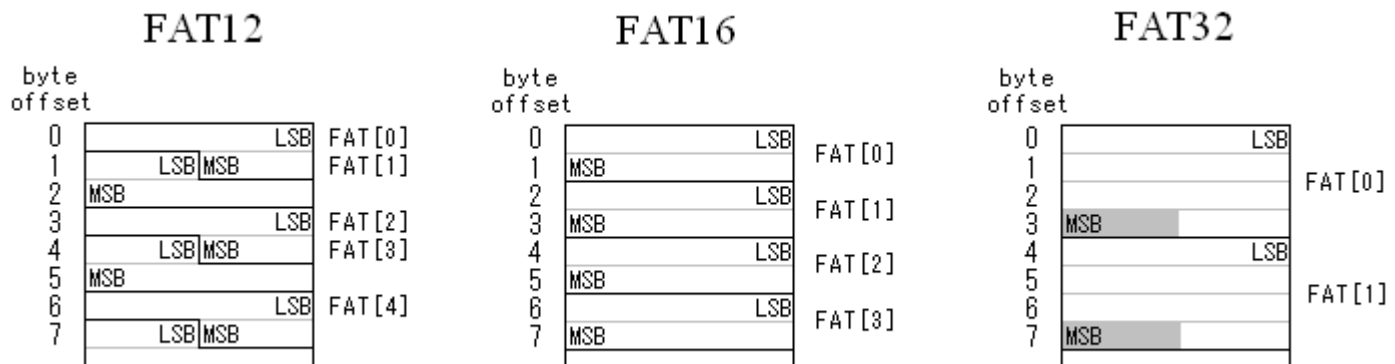 FAT12 FAT16 FAT32
byte byte byte
offset offset offset
0 LSB FAT[0] 0 LSB 0 LSB
1 LSB MSB FAT[1] 1 MSB FAT[0] 1
2 MSB 2 LSB 2 FAT[0]
3 LSB FAT[2] 3 MSB FAT[1] 3 MSB
4 LSB MSB FAT[3] 4 LSB 4 LSB
5 MSB 5 MSB FAT[2] 5
6 LSB FAT[4] 6 LSB 6 FAT[1]
7 LSB MSB 7 MSB FAT[3] 7 MSB